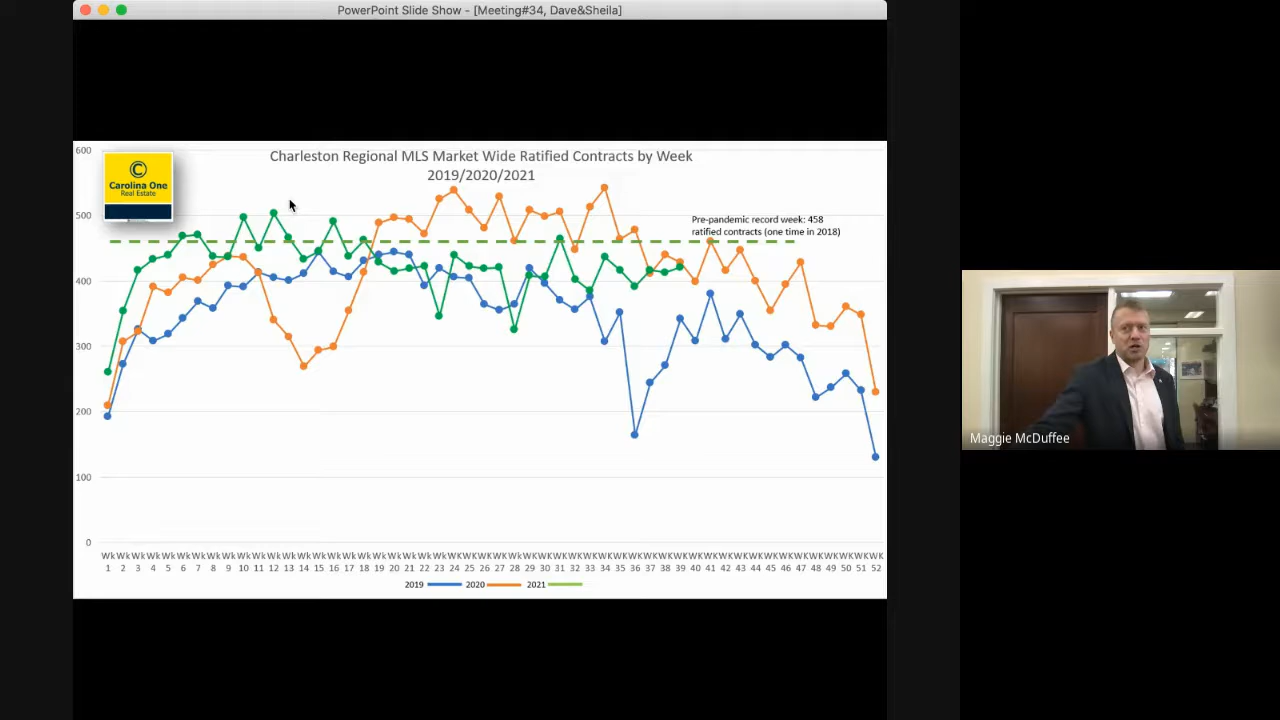 PowerPoint Slide Show - [Meeting#34, Dave&Sheila]
Charleston Regional MLS Market Wide Ratified Contracts by Week
2019/2020/2021
C
Carolina One
Real Estate
Pre-pandemic record week: 458
ratified contracts (one time in 2018)
600
500
400
300
200
100
0
Wk Wk Wk Wk Wk Wk Wk Wk Wk Wk Wk Wk Wk Wk Wk Wk Wk Wk WK WK WK WK WK WK WK WK WK WK WK WK WK WK WK WK WK WK WK WK WK WK WK WK WK WK WK WK WK WK WK WK WK WK
1 2 3 4 5 6 7 8 9 10 11 12 13 14 15 16 17 18 19 20 21 22 23 24 25 26 27 28 29 30 31 32 33 34 35 36 37 38 39 40 41 42 43 44 45 46 47 48 49 50 51 52
2019 2020 2021
Maggie McDuffee